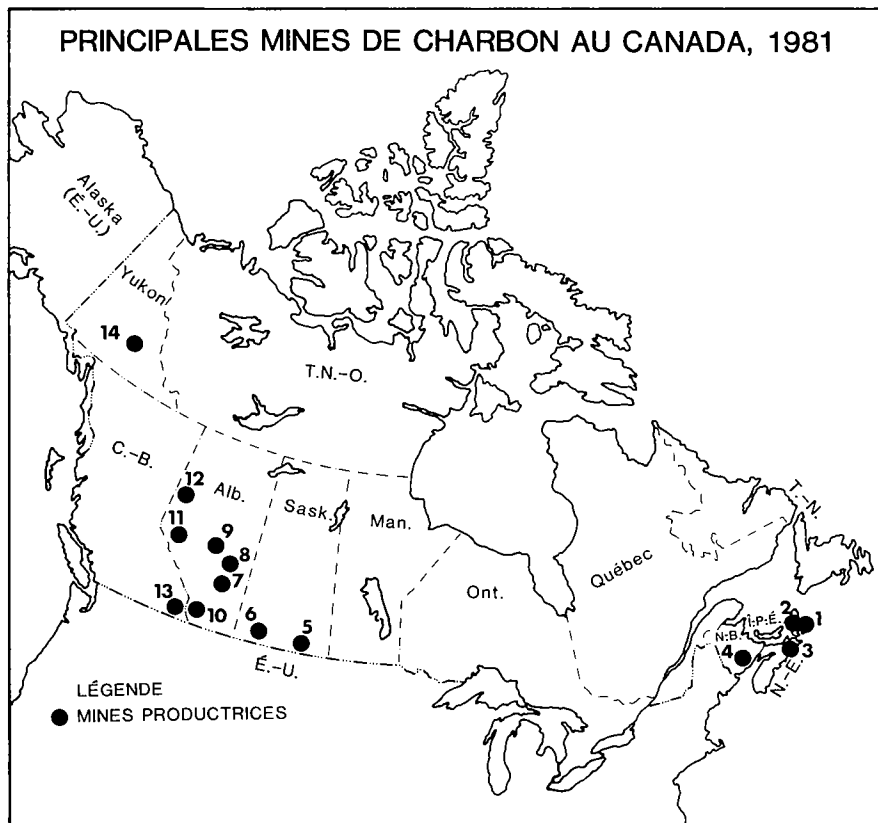 PRINCIPALES MINES DE CHARBON AU CANADA, 1981
Alaska
(É.-U.)
Yukon
14
T.N.-O.
C.-B.
12
Alb.
Sask.
Man.
11
9
8
7
13
10
6
5
É.-U.
Ont.
Québec
T.-N.
2
1
Î.-P.-É.
N.-B.
4
3
N.-É.
LÉGENDE
MINES PRODUCTRICES